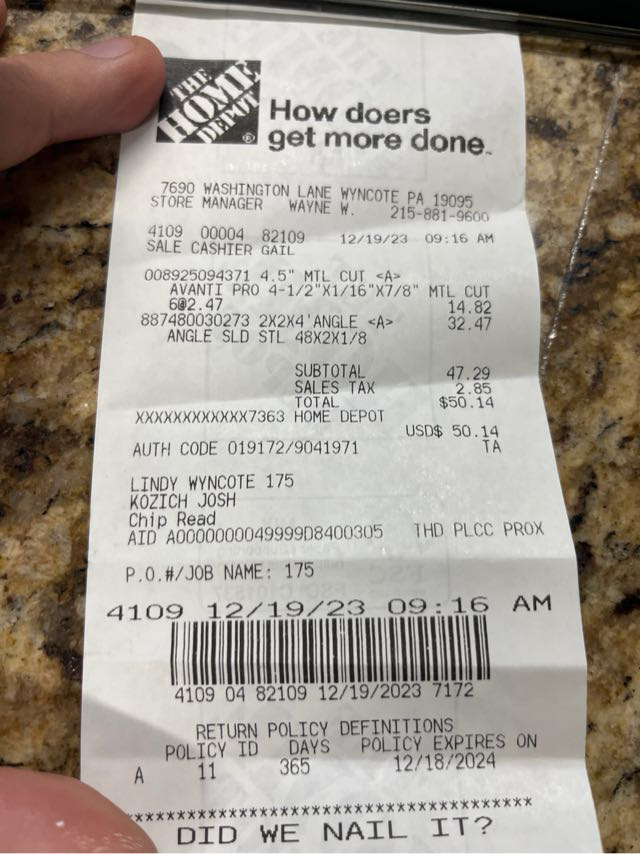 THE
HOME
DEPOT
®
How doers
get more done™
7690 WASHINGTON LANE WYNCOTE PA 19095
STORE MANAGER WAYNE W. 215-881-9600
4109 00004 82109 12/19/23 09:16 AM
SALE CASHIER GAIL
008925094371 4.5" MTL CUT <A>
AVANTI PRO 4-1/2"X1/16"X7/8" MTL CUT
6@2.47 14.82
887480030273 2X2X4'ANGLE <A> 32.47
ANGLE SLD STL 48X2X1/8
SUBTOTAL 47.29
SALES TAX 2.85
TOTAL $50.14
XXXXXXXXXXXX7363 HOME DEPOT
USD$ 50.14
AUTH CODE 019172/9041971 TA
LINDY WYNCOTE 175
KOZICH JOSH
Chip Read
AID A0000000049999D8400305 THD PLCC PROX
P.O.#/JOB NAME: 175
4109 12/19/23 09:16 AM
4109 04 82109 12/19/2023 7172
RETURN POLICY DEFINITIONS
POLICY ID DAYS POLICY EXPIRES ON
A 11 365 12/18/2024
****************************************
DID WE NAIL IT?